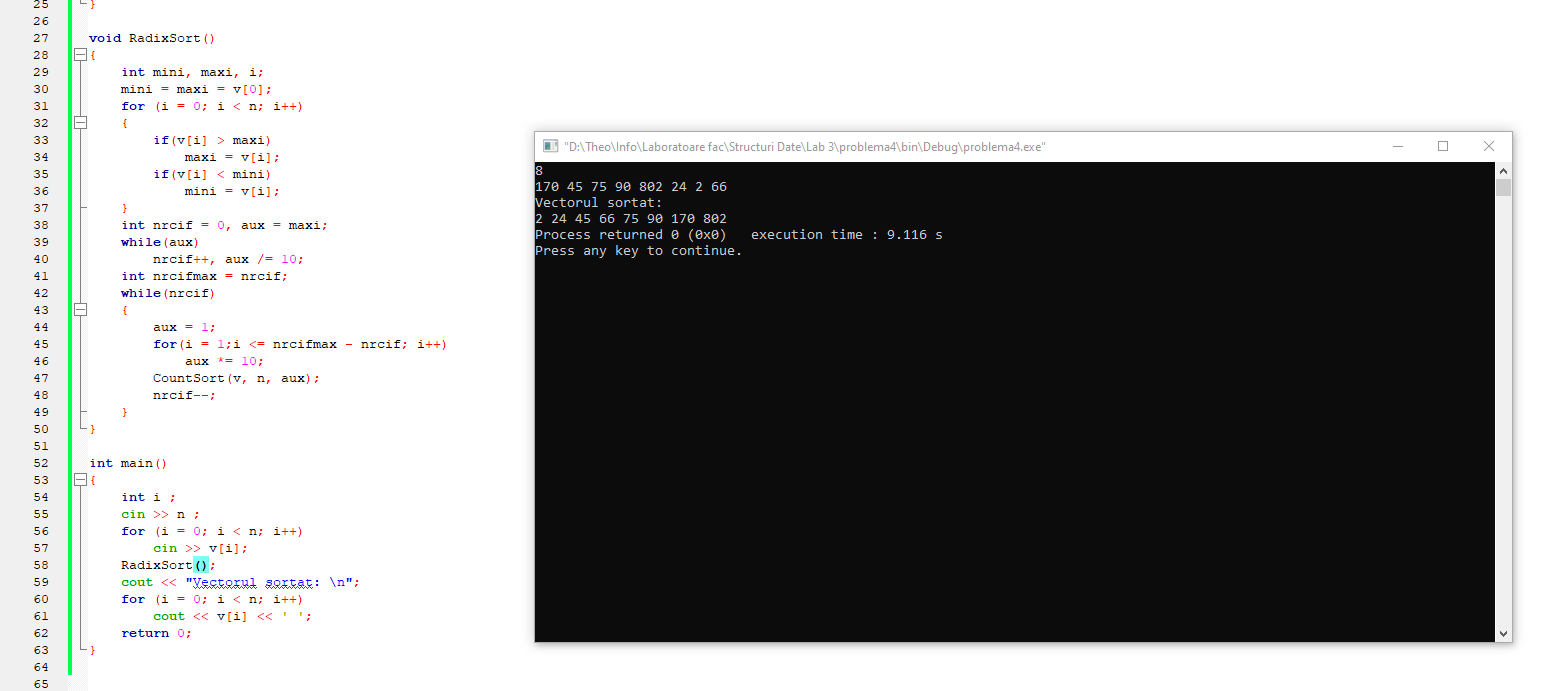 25 }
26
27 void RadixSort()
28 {
29 int mini, maxi, i;
30 mini = maxi = v[0];
31 for (i = 0; i < n; i++)
32 {
33 if(v[i] > maxi)
34 maxi = v[i];
35 if(v[i] < mini)
36 mini = v[i];
37 }
38 int nrcif = 0, aux = maxi;
39 while(aux)
40 nrcif++, aux /= 10;
41 int nrcifmax = nrcif;
42 while(nrcif)
43 {
44 aux = 1;
45 for(i = 1;i <= nrcifmax - nrcif; i++)
46 aux *= 10;
47 CountSort(v, n, aux);
48 nrcif--;
49 }
50 }
51
52 int main()
53 {
54 int i ;
55 cin >> n ;
56 for (i = 0; i < n; i++)
57 cin >> v[i];
58 RadixSort();
59 cout << "Vectorul sortat: \n";
60 for (i = 0; i < n; i++)
61 cout << v[i] << ' ';
62 return 0;
63 }
64
65
"D:\Theo\Info\Laboratoare fac\Structuri Date\Lab 3\problema4\bin\Debug\problema4.exe"
8
170 45 75 90 802 24 2 66
Vectorul sortat:
2 24 45 66 75 90 170 802
Process returned 0 (0x0)   execution time : 9.116 s
Press any key to continue.